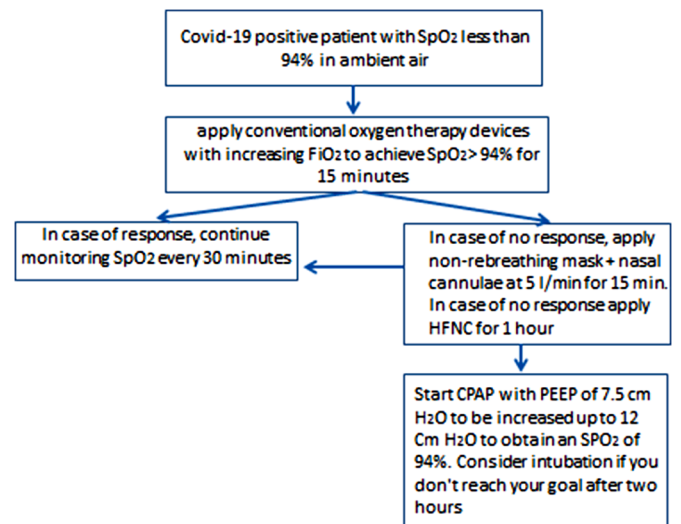 Covid-19 positive patient with SpO2 less than
94% in ambient air
apply conventional oxygen therapy devices
with increasing FiO2 to achieve SpO2> 94% for
15 minutes
In case of response, continue
monitoring SpO2 every 30 minutes
In case of no response, apply
non-rebreathing mask + nasal
cannulae at 5 l/min for 15 min.
In case of no response apply
HFNC for 1 hour
Start CPAP with PEEP of 7.5 cm
H2O to be increased up to 12
Cm H2O to obtain an SPO2 of
94%. Consider intubation if you
don't reach your goal after two
hours